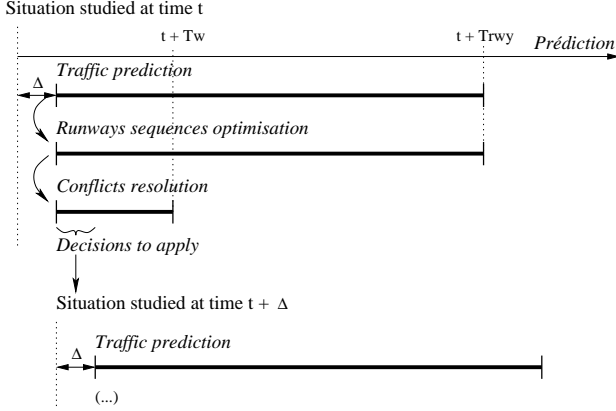 Situation studied at time t
t + Tw
t + Trwy
Prédiction
Traffic prediction
Δ
Runways sequences optimisation
Conflicts resolution
Decisions to apply
Situation studied at time t + Δ
Traffic prediction
Δ
(...)